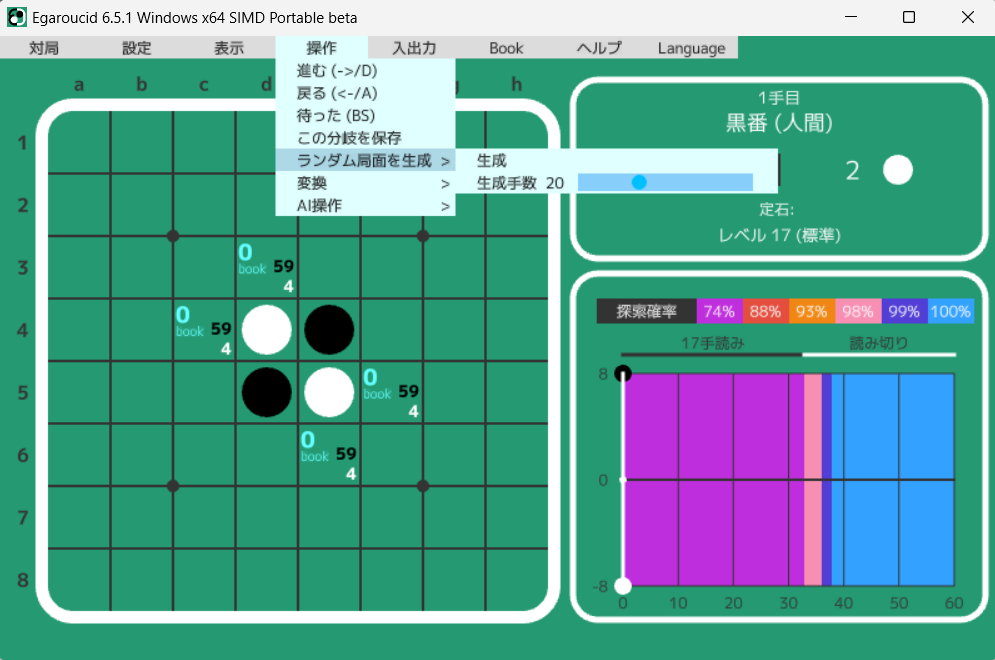 Egaroucid 6.5.1 Windows x64 SIMD Portable beta
対局 設定 表示 操作 入出力 Book ヘルプ Language
進む (->/D)
戻る (<-/A)
待った (BS)
この分岐を保存
ランダム局面を生成 >
変換 >
AI操作 >
生成
生成手数 20
a b c d h
1
2
3
4
5
6
7
8
0
book 59
4
0
book 59
4
0
book 59
4
0
book 59
4
1手目
黒番 (人間)
2
定石:
レベル 17 (標準)
探索確率 74% 88% 93% 98% 99% 100%
17手読み 読み切り
8
0
-8
0 10 20 30 40 50 60